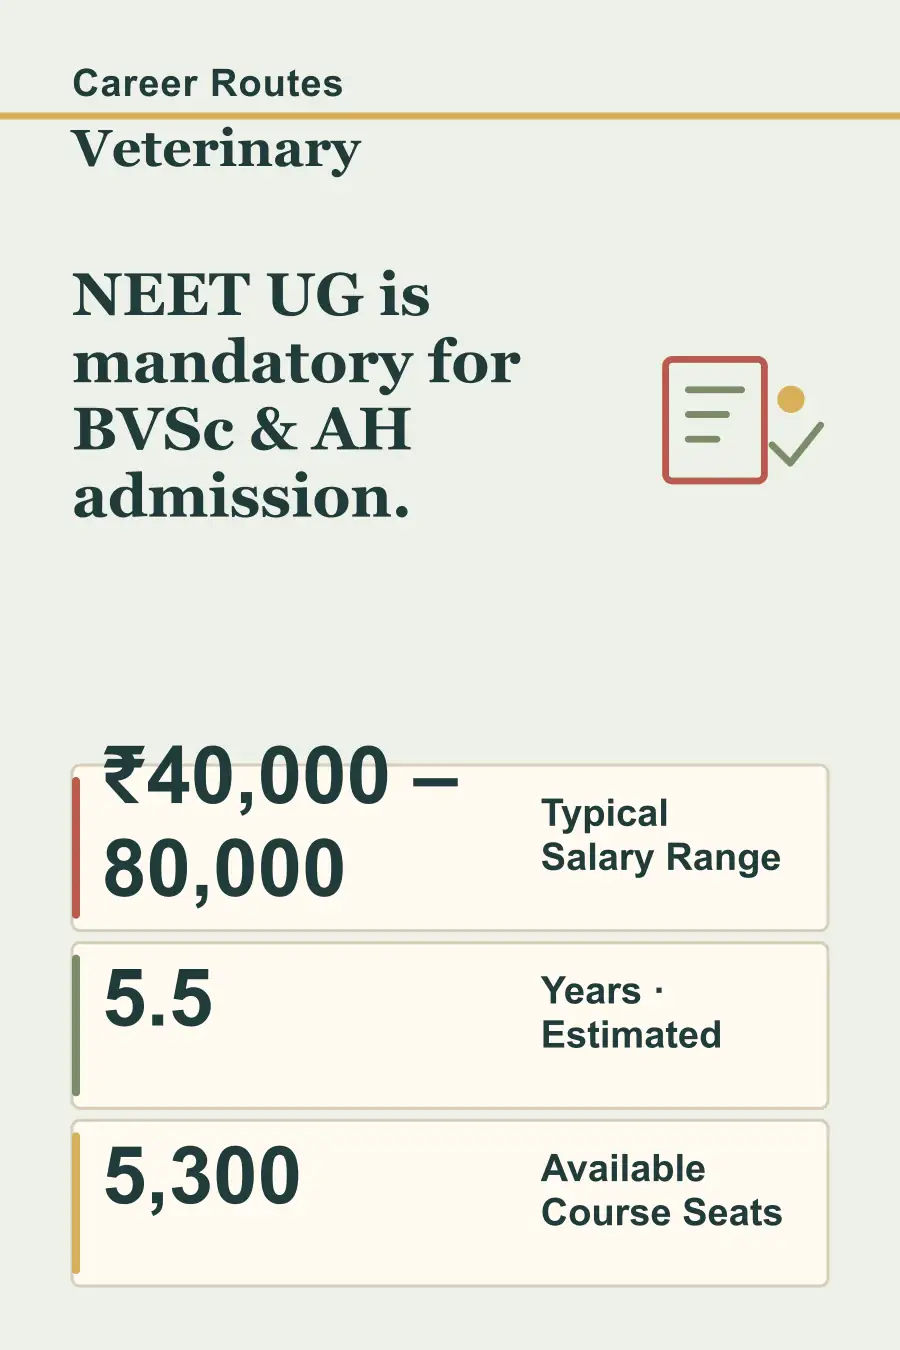 Career Routes
Veterinary
NEET UG is
mandatory for
BVSc & AH
admission.
₹40,000 –
80,000
Typical
Salary Range
5.5
Years ·
Estimated
5,300
Available
Course Seats